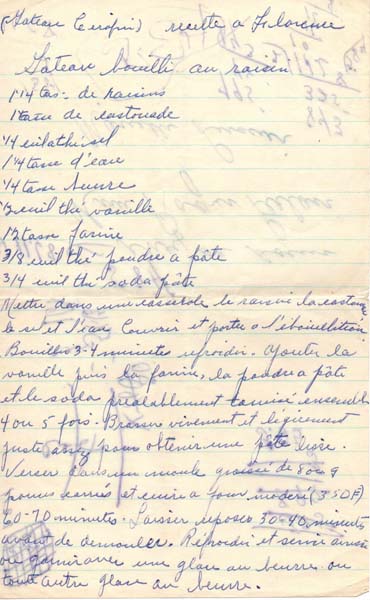 (Gateau Cerofin) recette a Florence
Gâteau bouilli au raisin
1 1/4 tas. de raisins
1 tasse de castonade
1/4 cuil a thé sel
1 1/4 tasse d'eau
1/4 tasse beurre
1/2 cuil thé vanille
1 1/2 tasse farine
3/8 cuil thé poudre a pâte
3/4 cuil thé soda pâte
Mettre dans une casserole le raisin la castonade
le sel et l'eau Couvrir et porter a l'ébouillation
Bouillir 3-4 minutes refroidir. Ajouter la
vanille puis la farine, la poudre a pâte
et le soda préalablement tamisé ensemble
4 ou 5 fois. Brasser vivement et légèrement
juste assez pour obtenir une pâte lisse.
Verser dans un moule graissé de 8 ou 9
pouces carrés et cuire a four modéré (350 F)
60-70 minutes. Laisser reposer 30-40 minutes
avant de démouler. Refroidir et servir ainsi
ou garnir avec une glace au beurre ou
toutt autre glace au beurre.